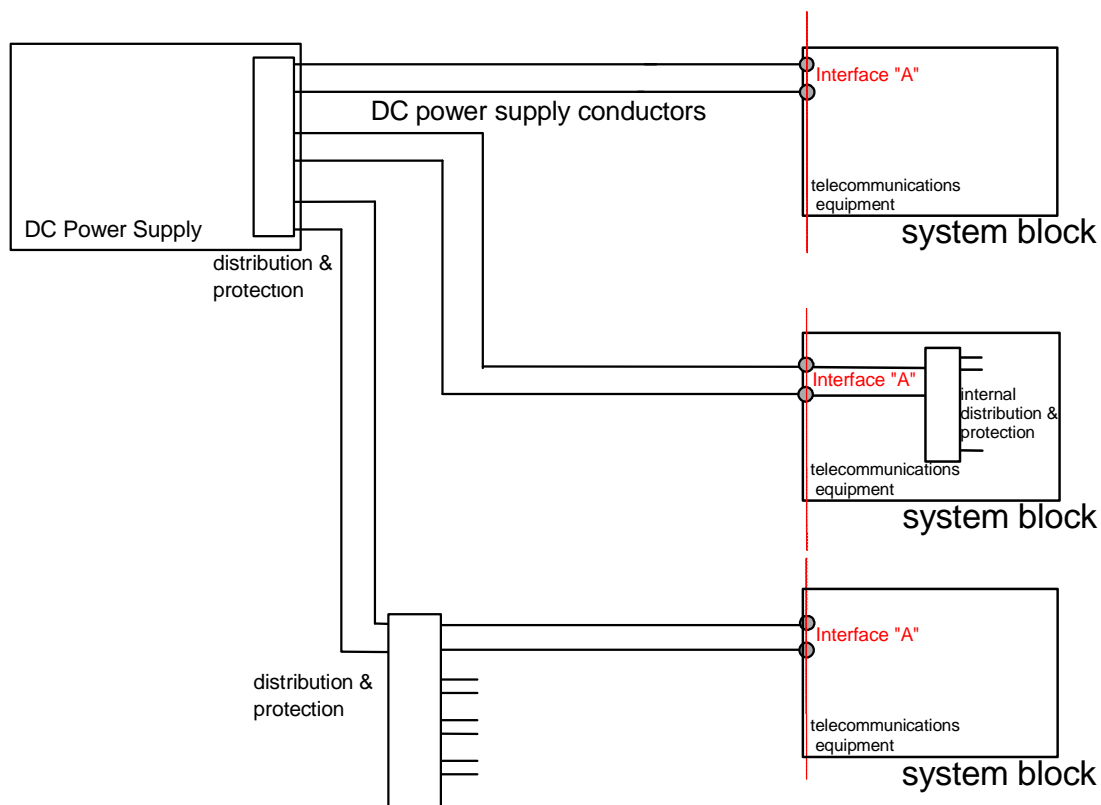 Interface "A"
DC power supply conductors
telecommunications
equipment
system block
DC Power Supply
distribution &
protection
Interface "A"
internal
distribution &
protection
telecommunications
equipment
system block
Interface "A"
distribution &
protection
telecommunications
equipment
system block